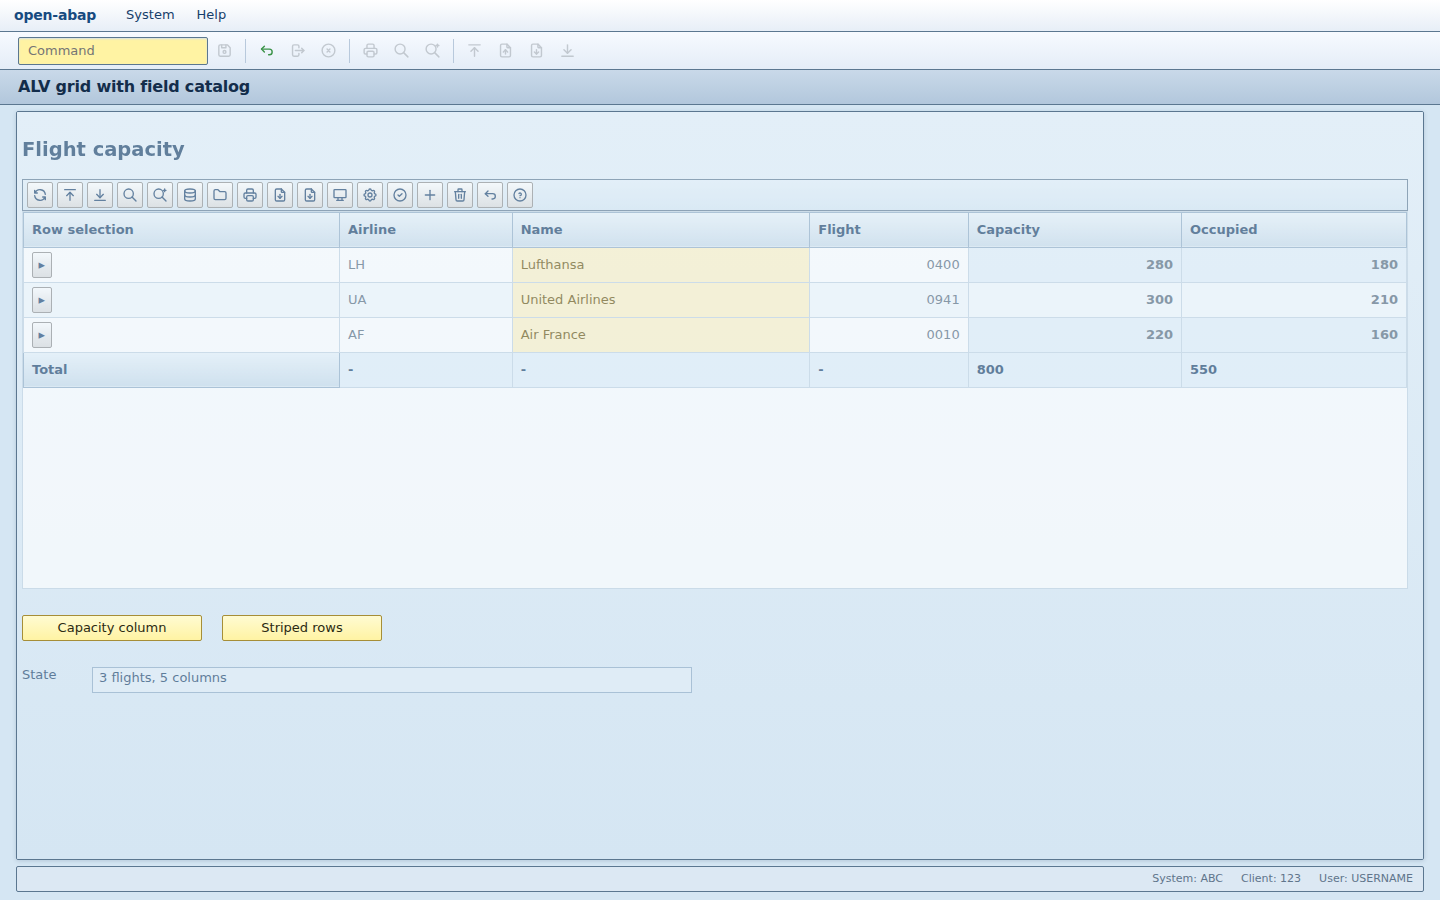 open-abap System Help
Command
ALV grid with field catalog
Flight capacity
Row selection Airline Name Flight Capacity Occupied
LH Lufthansa 0400 280 180
UA United Airlines 0941 300 210
AF Air France 0010 220 160
Total - - - 800 550
Capacity column Striped rows
State 3 flights, 5 columns
System: ABC Client: 123 User: USERNAME